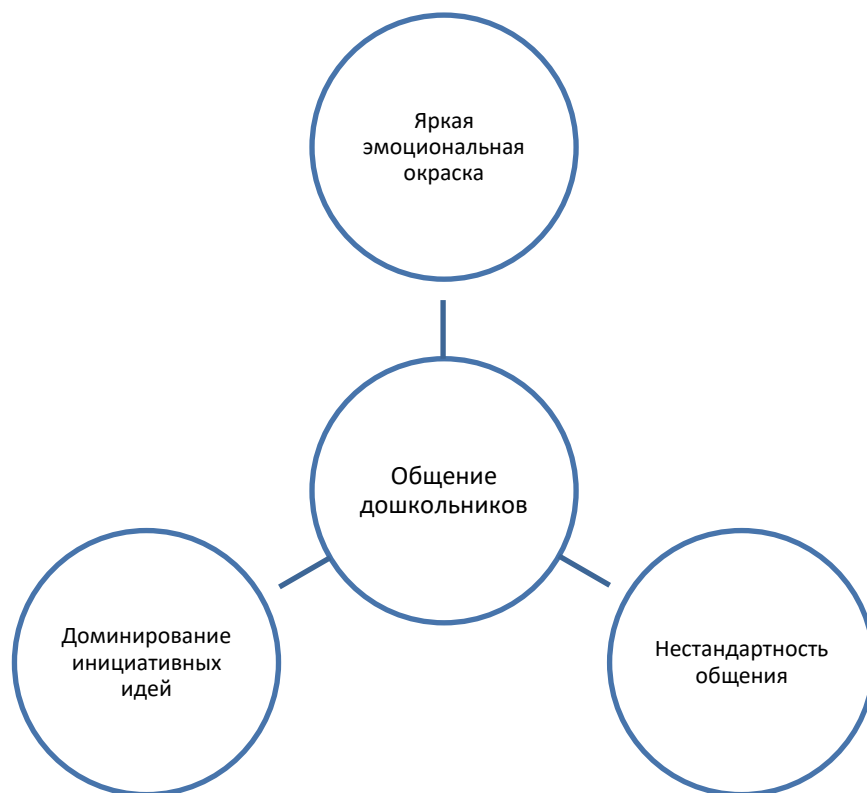 Яркая
эмоциональная
окраска
Общение
дошкольников
Доминирование
инициативных
идей
Нестандартность
общения